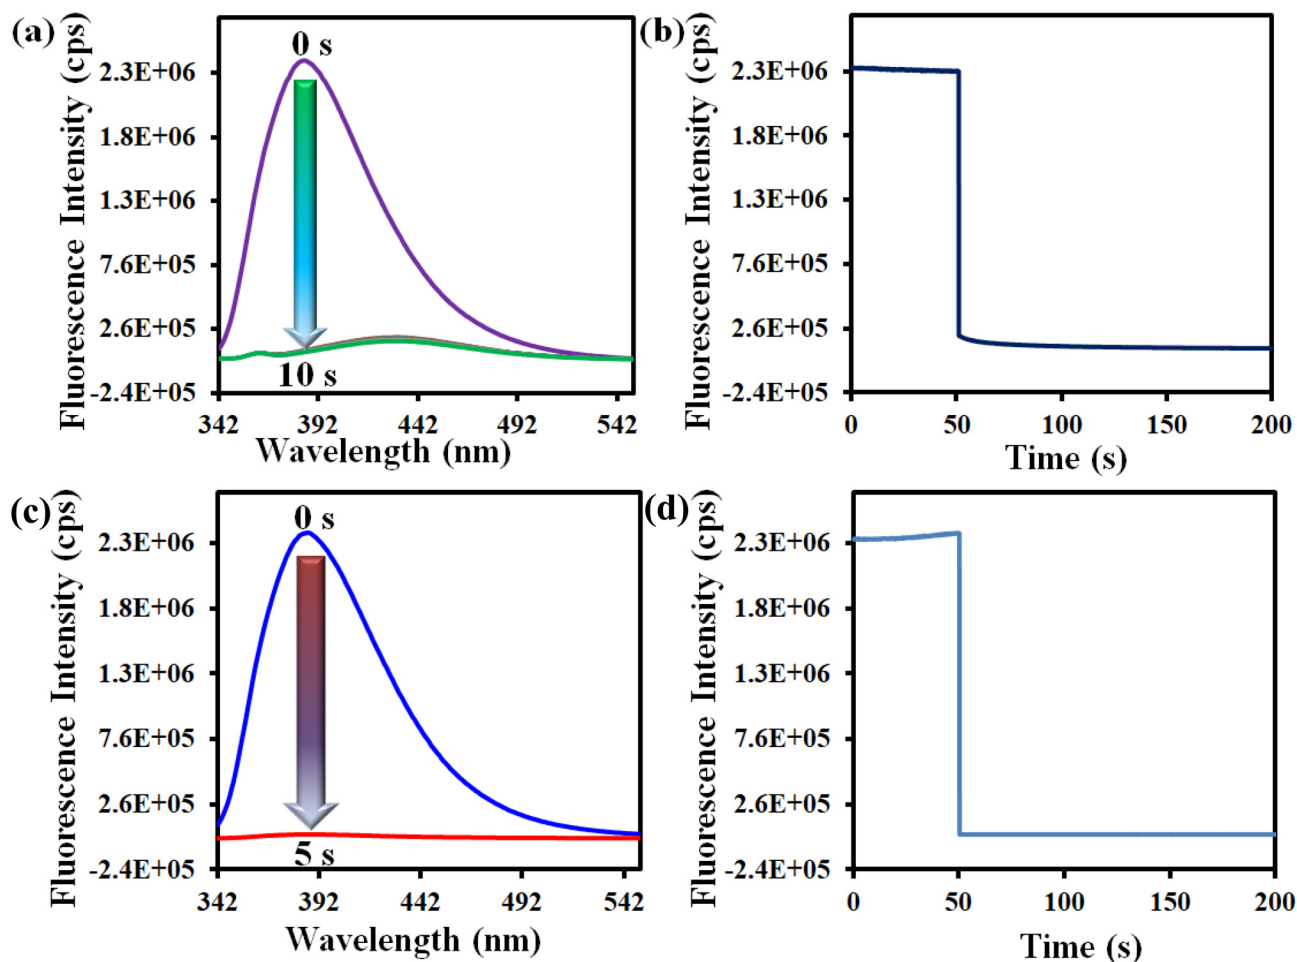 (a)
Fluorescence Intensity (cps)
2.3E+06
1.8E+06
1.3E+06
7.6E+05
2.6E+05
-2.4E+05
0 s
10 s
342 392 442 492 542
Wavelength (nm)
(b)
Fluorescence Intensity (cps)
2.3E+06
1.8E+06
1.3E+06
7.6E+05
2.6E+05
-2.4E+05
0 50 100 150 200
Time (s)
(c)
Fluorescence Intensity (cps)
2.3E+06
1.8E+06
1.3E+06
7.6E+05
2.6E+05
-2.4E+05
0 s
5 s
342 392 442 492 542
Wavelength (nm)
(d)
Fluorescence Intensity (cps)
2.3E+06
1.8E+06
1.3E+06
7.6E+05
2.6E+05
-2.4E+05
0 50 100 150 200
Time (s)